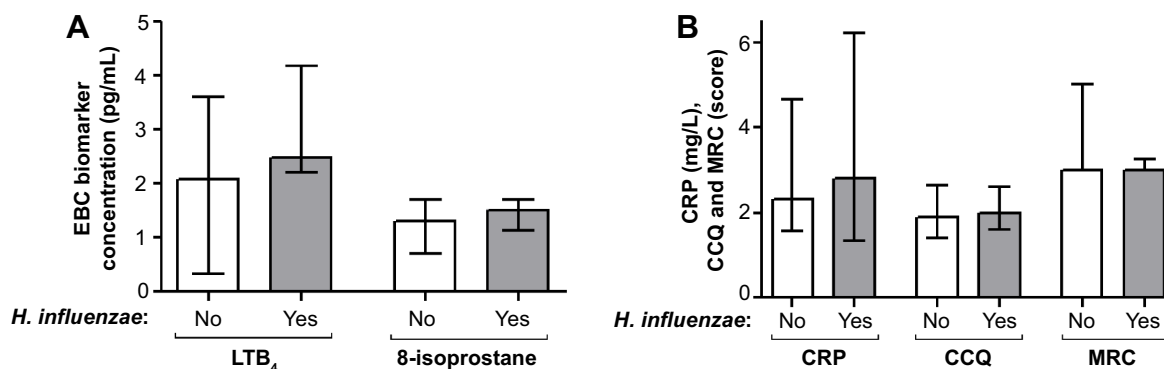 A
EBC biomarker
concentration (pg/mL)
5
4
3
2
1
0
H. influenzae: No Yes No Yes
LTB₄ 8-isoprostane
B
CRP (mg/L),
CCQ and MRC (score)
6
4
2
0
H. influenzae: No Yes No Yes No Yes
CRP CCQ MRC